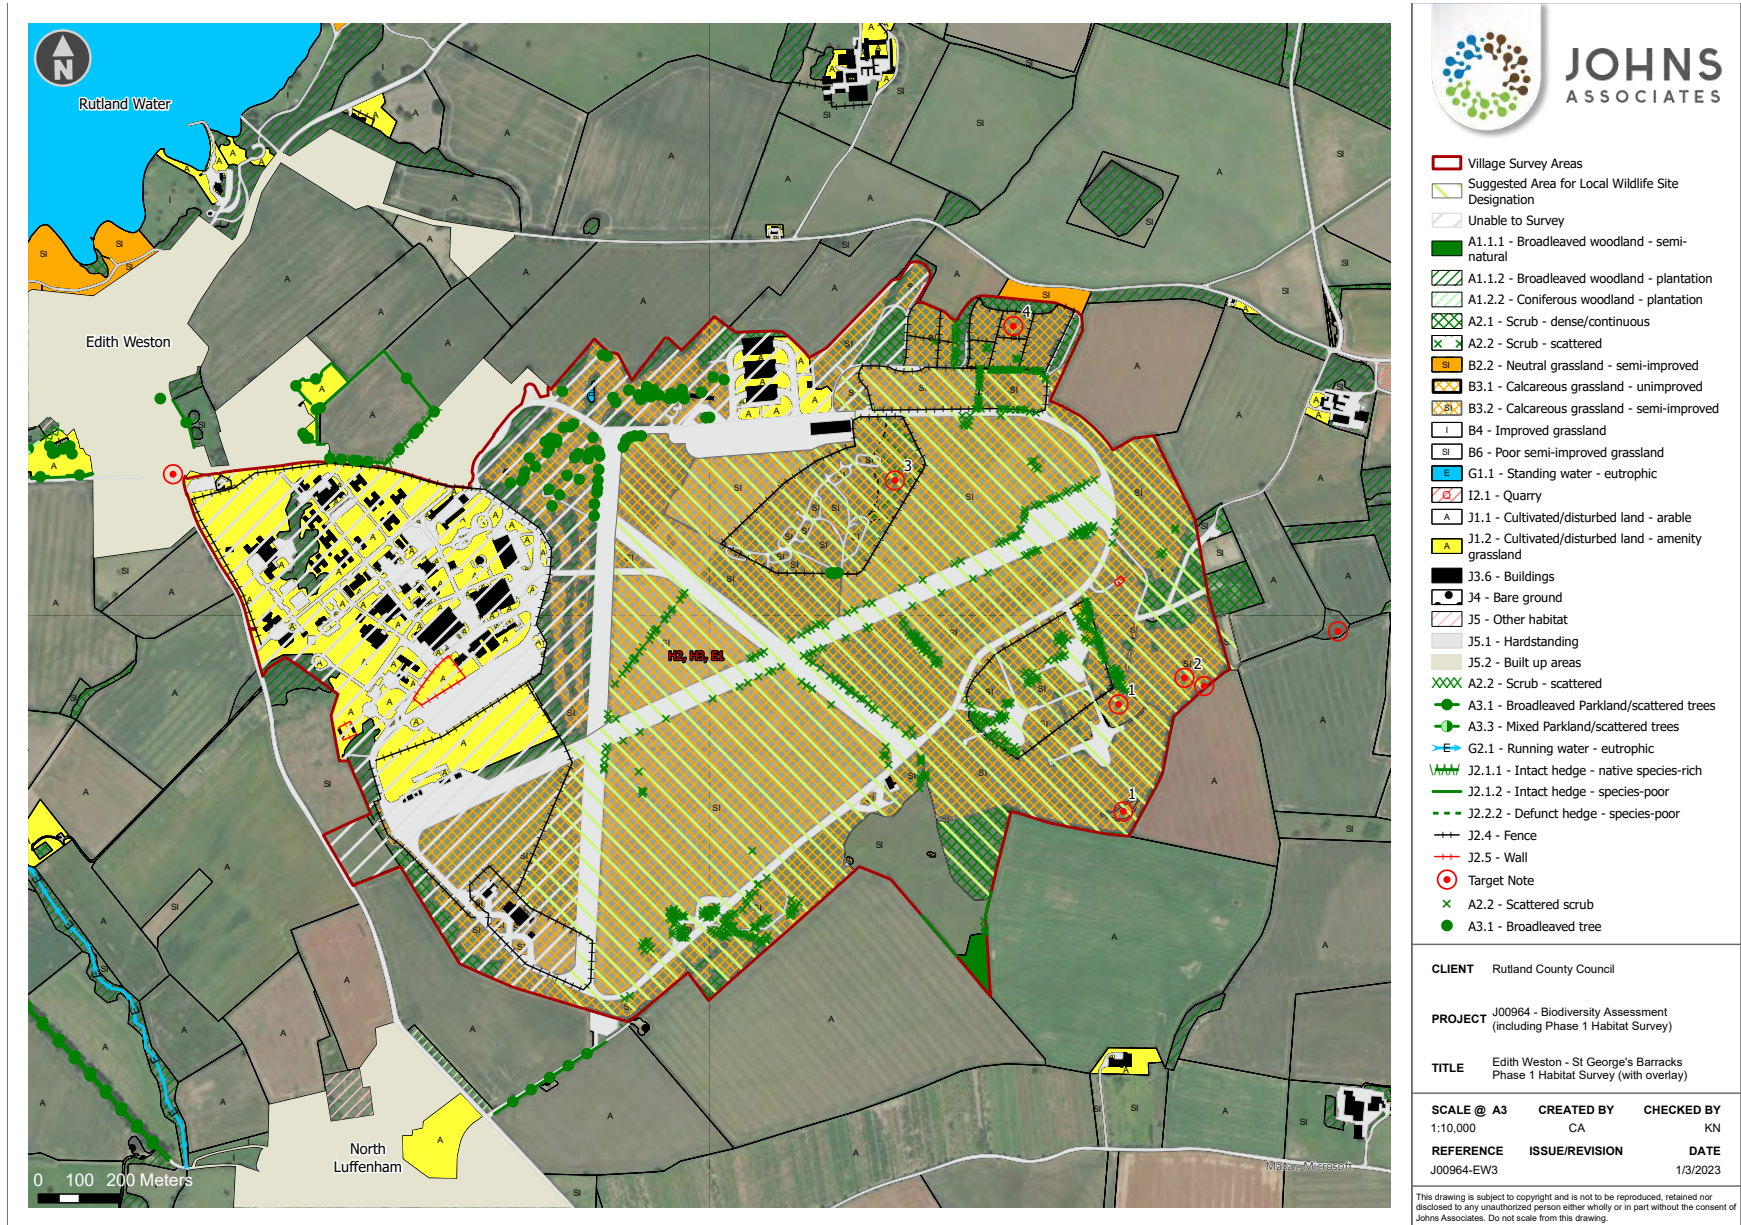 N
Rutland Water
Edith Weston
H2, H3, E1
4
3
2
1
1
North
Luffenham
0 100 200 Meters
Maxar, Microsoft
JOHNS
ASSOCIATES
Village Survey Areas
Suggested Area for Local Wildlife Site
Designation
Unable to Survey
A1.1.1 - Broadleaved woodland - semi-
natural
A1.1.2 - Broadleaved woodland - plantation
A1.2.2 - Coniferous woodland - plantation
A2.1 - Scrub - dense/continuous
A2.2 - Scrub - scattered
SI B2.2 - Neutral grassland - semi-improved
B3.1 - Calcareous grassland - unimproved
SI B3.2 - Calcareous grassland - semi-improved
I B4 - Improved grassland
SI B6 - Poor semi-improved grassland
E G1.1 - Standing water - eutrophic
Q I2.1 - Quarry
A J1.1 - Cultivated/disturbed land - arable
A J1.2 - Cultivated/disturbed land - amenity
grassland
J3.6 - Buildings
J4 - Bare ground
J5 - Other habitat
J5.1 - Hardstanding
J5.2 - Built up areas
A2.2 - Scrub - scattered
A3.1 - Broadleaved Parkland/scattered trees
A3.3 - Mixed Parkland/scattered trees
E G2.1 - Running water - eutrophic
J2.1.1 - Intact hedge - native species-rich
J2.1.2 - Intact hedge - species-poor
J2.2.2 - Defunct hedge - species-poor
J2.4 - Fence
J2.5 - Wall
Target Note
A2.2 - Scattered scrub
A3.1 - Broadleaved tree
CLIENT Rutland County Council
PROJECT J00964 - Biodiversity Assessment
(including Phase 1 Habitat Survey)
TITLE Edith Weston - St George's Barracks
Phase 1 Habitat Survey (with overlay)
SCALE @ A3 CREATED BY CHECKED BY
1:10,000 CA KN
REFERENCE ISSUE/REVISION DATE
J00964-EW3 1/3/2023
This drawing is subject to copyright and is not to be reproduced, retained nor
disclosed to any unauthorized person either wholly or in part without the consent of
Johns Associates. Do not scale from this drawing.